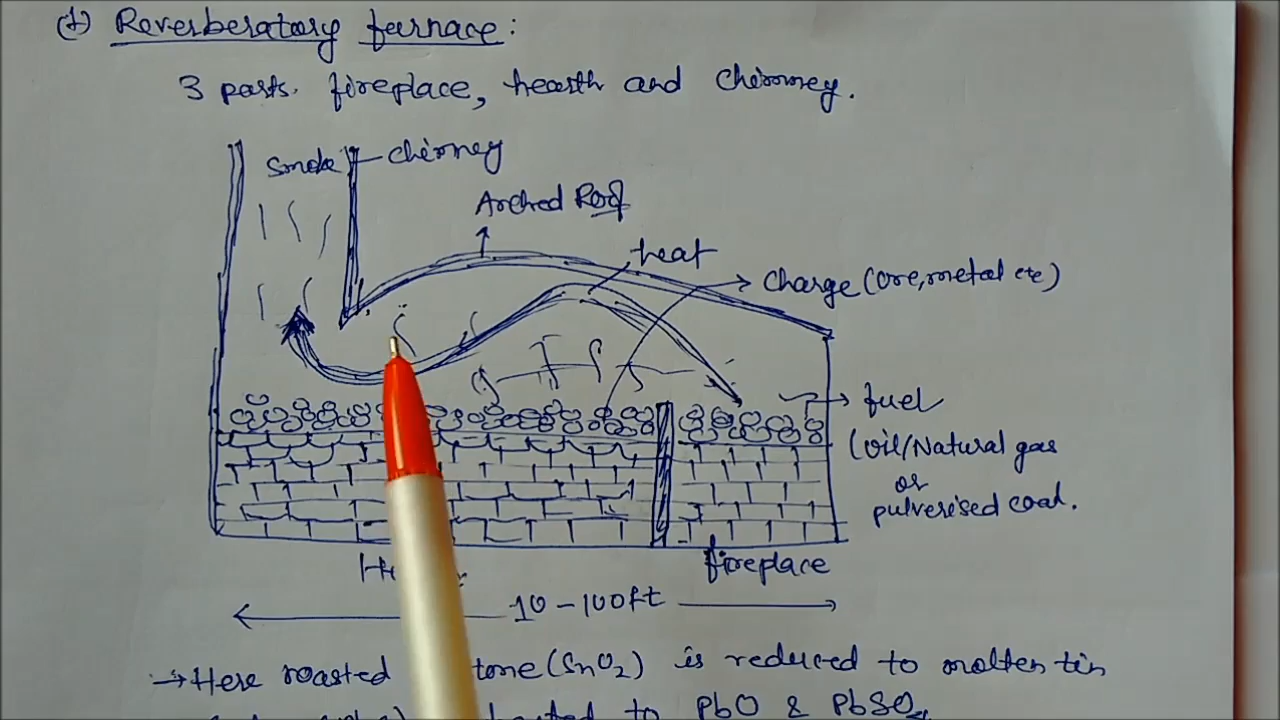 (1) Reverberatory furnace:
3 parts. fireplace, hearth and chimney.
Smoke
chimney
Arched Roof
heat
Charge (ore, metal etc)
fuel
(oil/Natural gas
or
pulverised coal.
fireplace
10-100ft
→ Here roasted tone (SnO2) is reduced to molten tin
to PbO & PbSO4